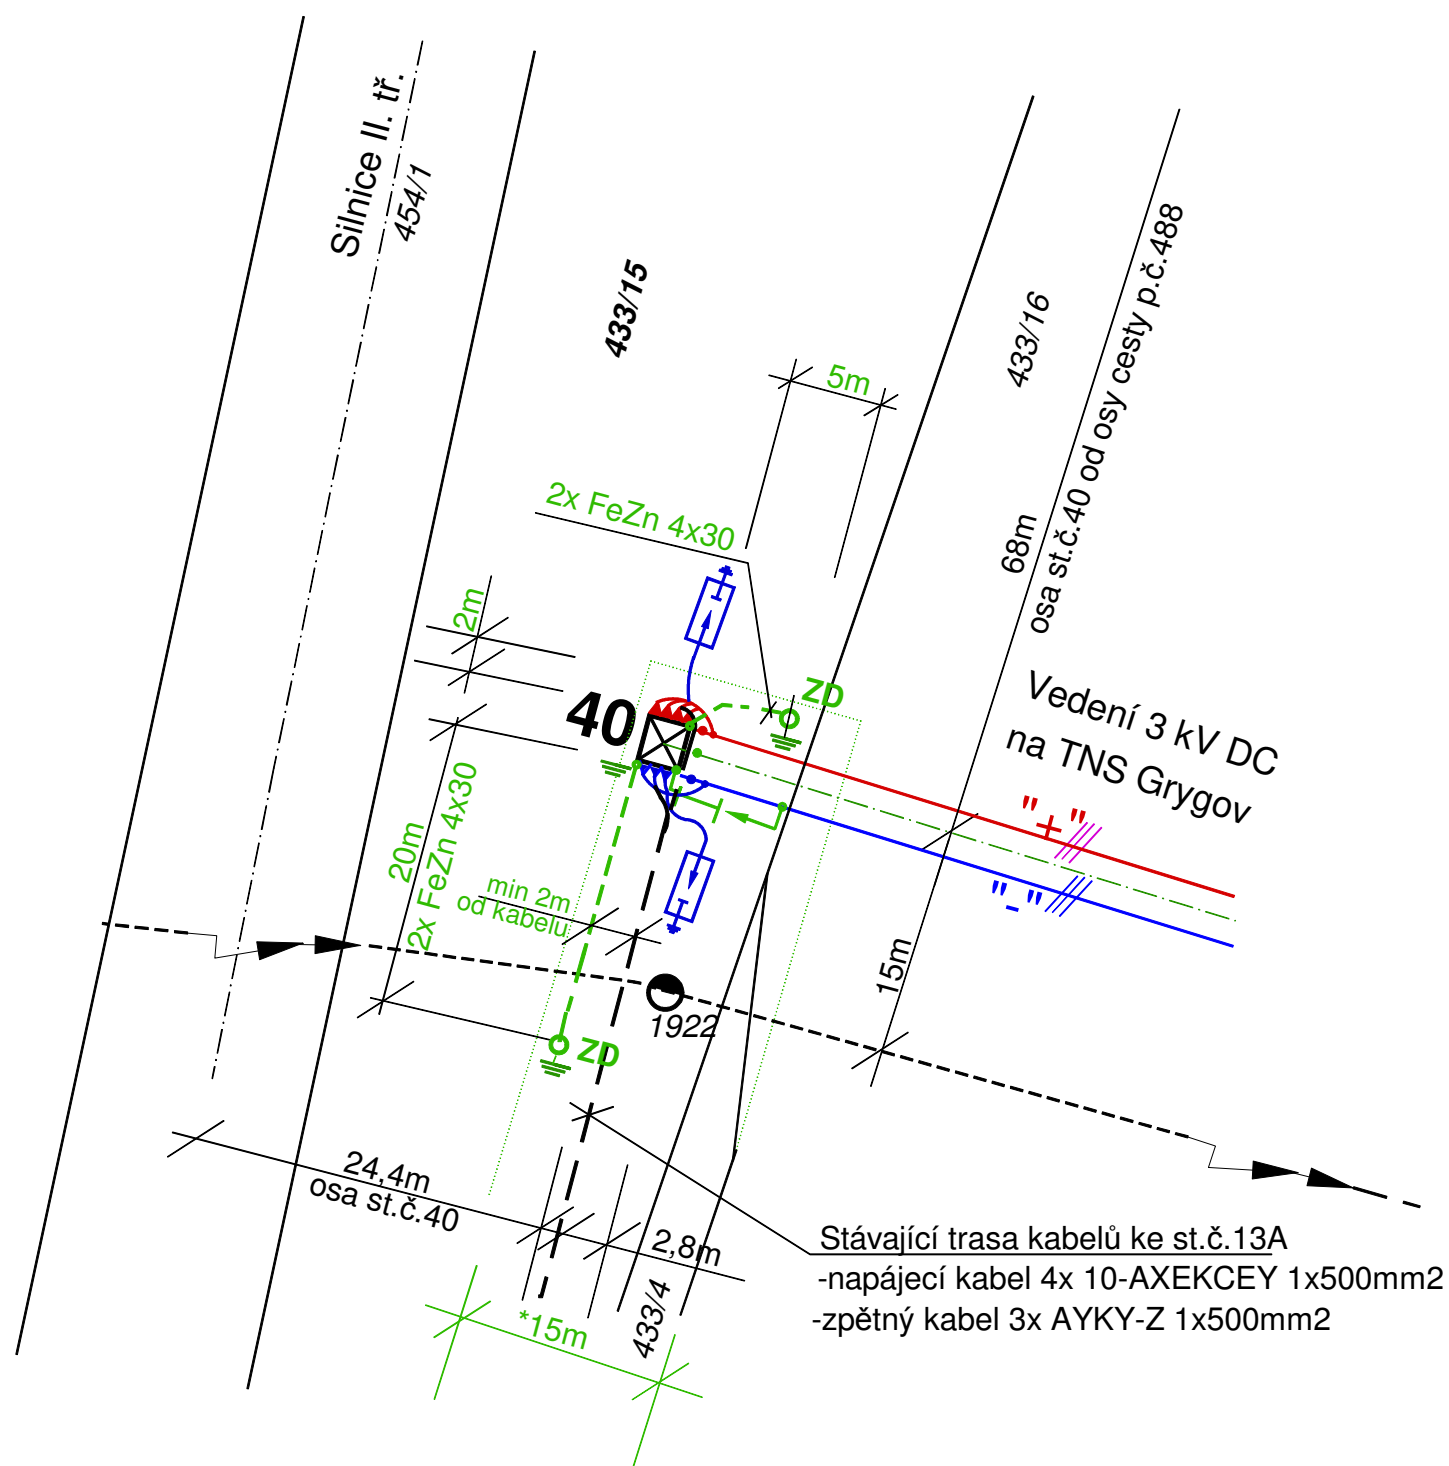 Silnice II. tř.
454/1
433/15
433/16
68m
osa st.č.40 od osy cesty p.č.488
5m
2x FeZn 4x30
2m
40
ZD
Vedení 3 kV DC
na TNS Grygov
"+"
"-"
20m
2x FeZn 4x30
min 2m
od kabelu
15m
1922
ZD
24,4m
osa st.č.40
2,8m
*15m
433/4
Stávající trasa kabelů ke st.č.13A
-napájecí kabel 4x 10-AXEKCEY 1x500mm2
-zpětný kabel 3x AYKY-Z 1x500mm2